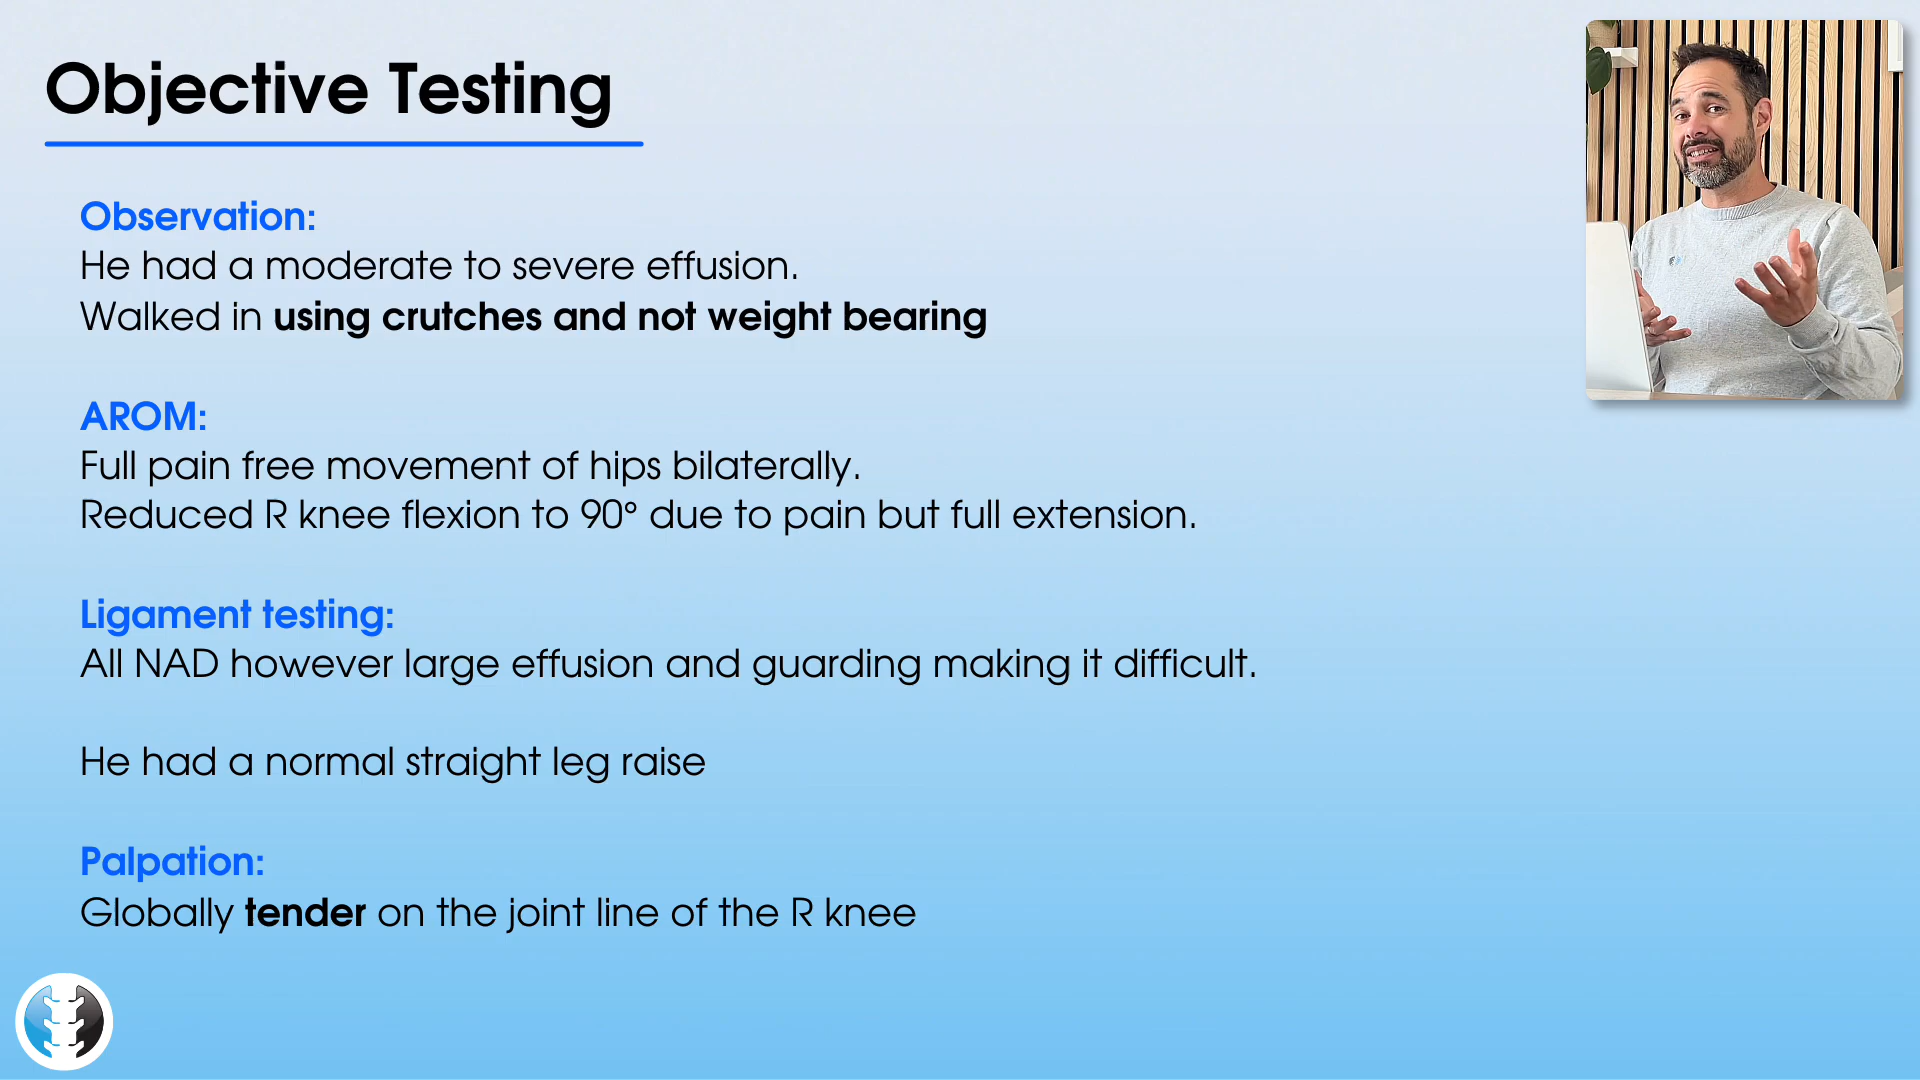 Objective Testing
Observation:
He had a moderate to severe effusion.
Walked in using crutches and not weight bearing
AROM:
Full pain free movement of hips bilaterally.
Reduced R knee flexion to 90° due to pain but full extension.
Ligament testing:
All NAD however large effusion and guarding making it difficult.
He had a normal straight leg raise
Palpation:
Globally tender on the joint line of the R knee